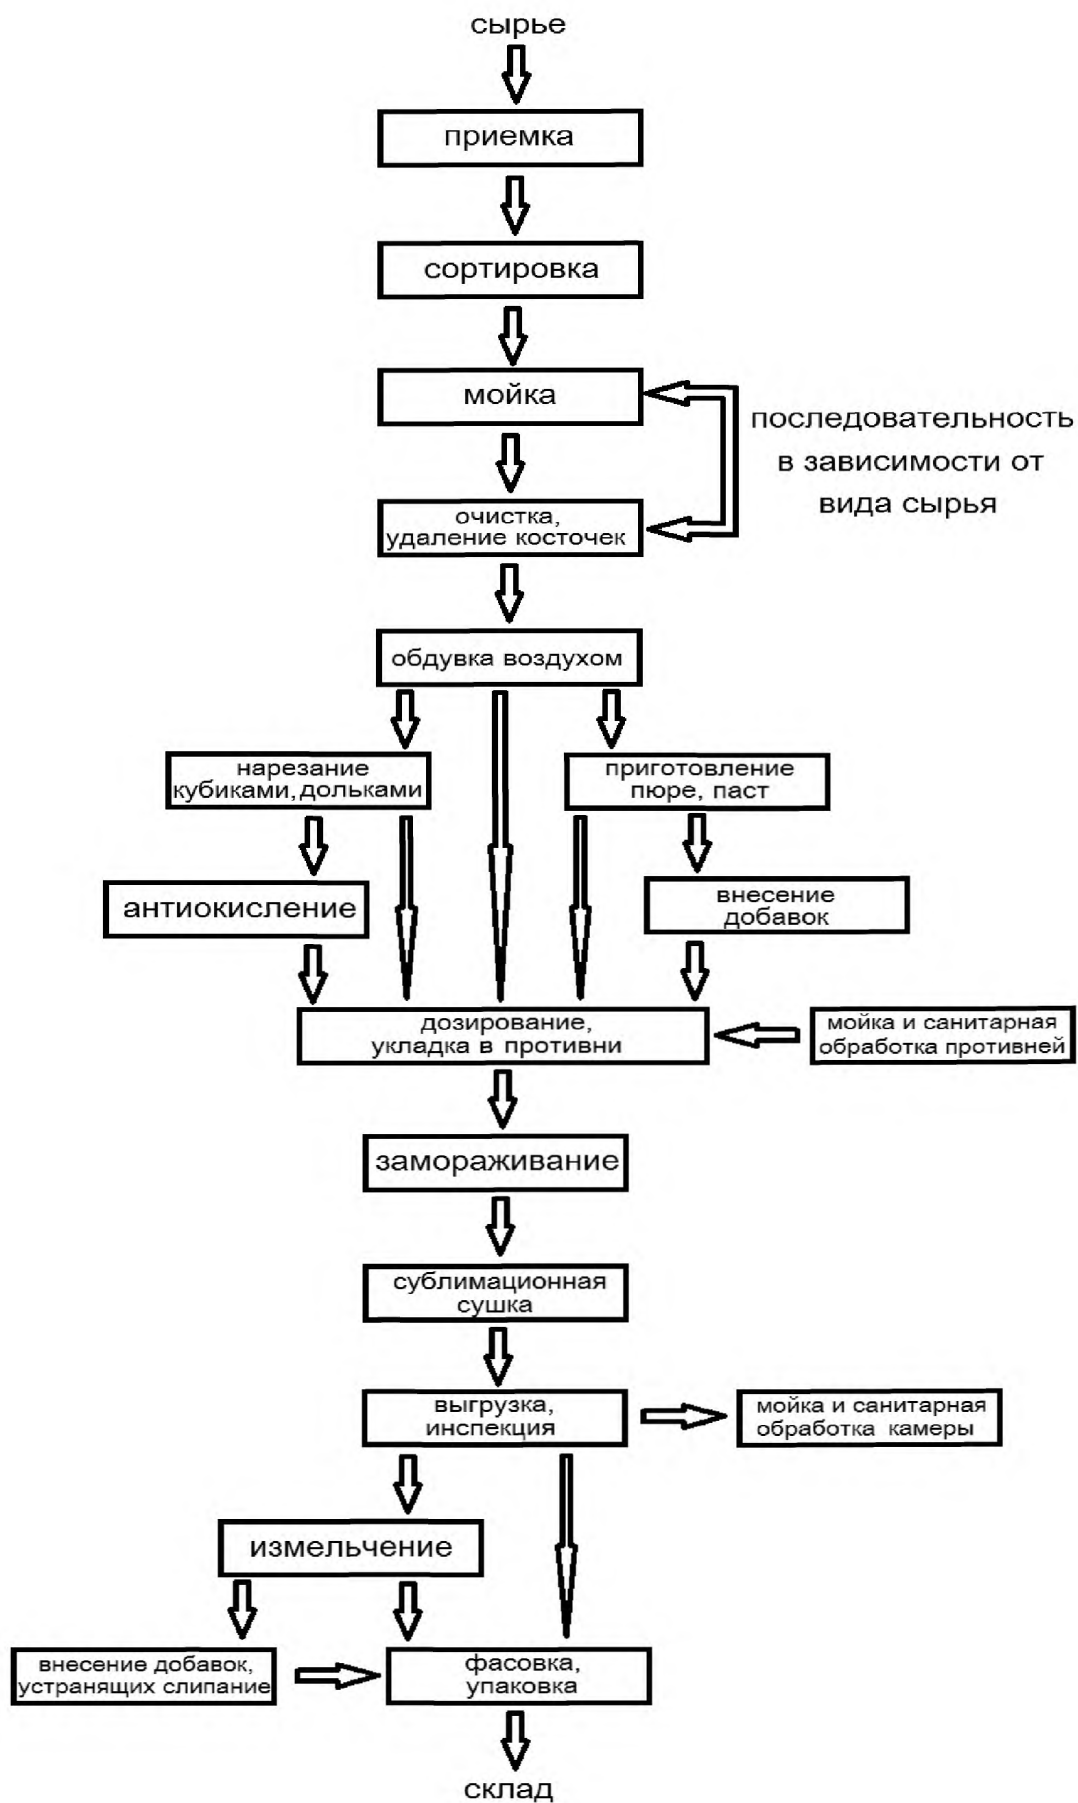 сырье
приемка
сортировка
мойка
последовательность
в зависимости от
вида сырья
очистка,
удаление косточек
обдувка воздухом
нарезание
кубиками, дольками
приготовление
пюре, паст
антиокисление
внесение
добавок
дозирование,
укладка в противни
мойка и санитарная
обработка противней
замораживание
сублимационная
сушка
выгрузка,
инспекция
мойка и санитарная
обработка камеры
измельчение
внесение добавок,
устранящих слипание
фасовка,
упаковка
склад